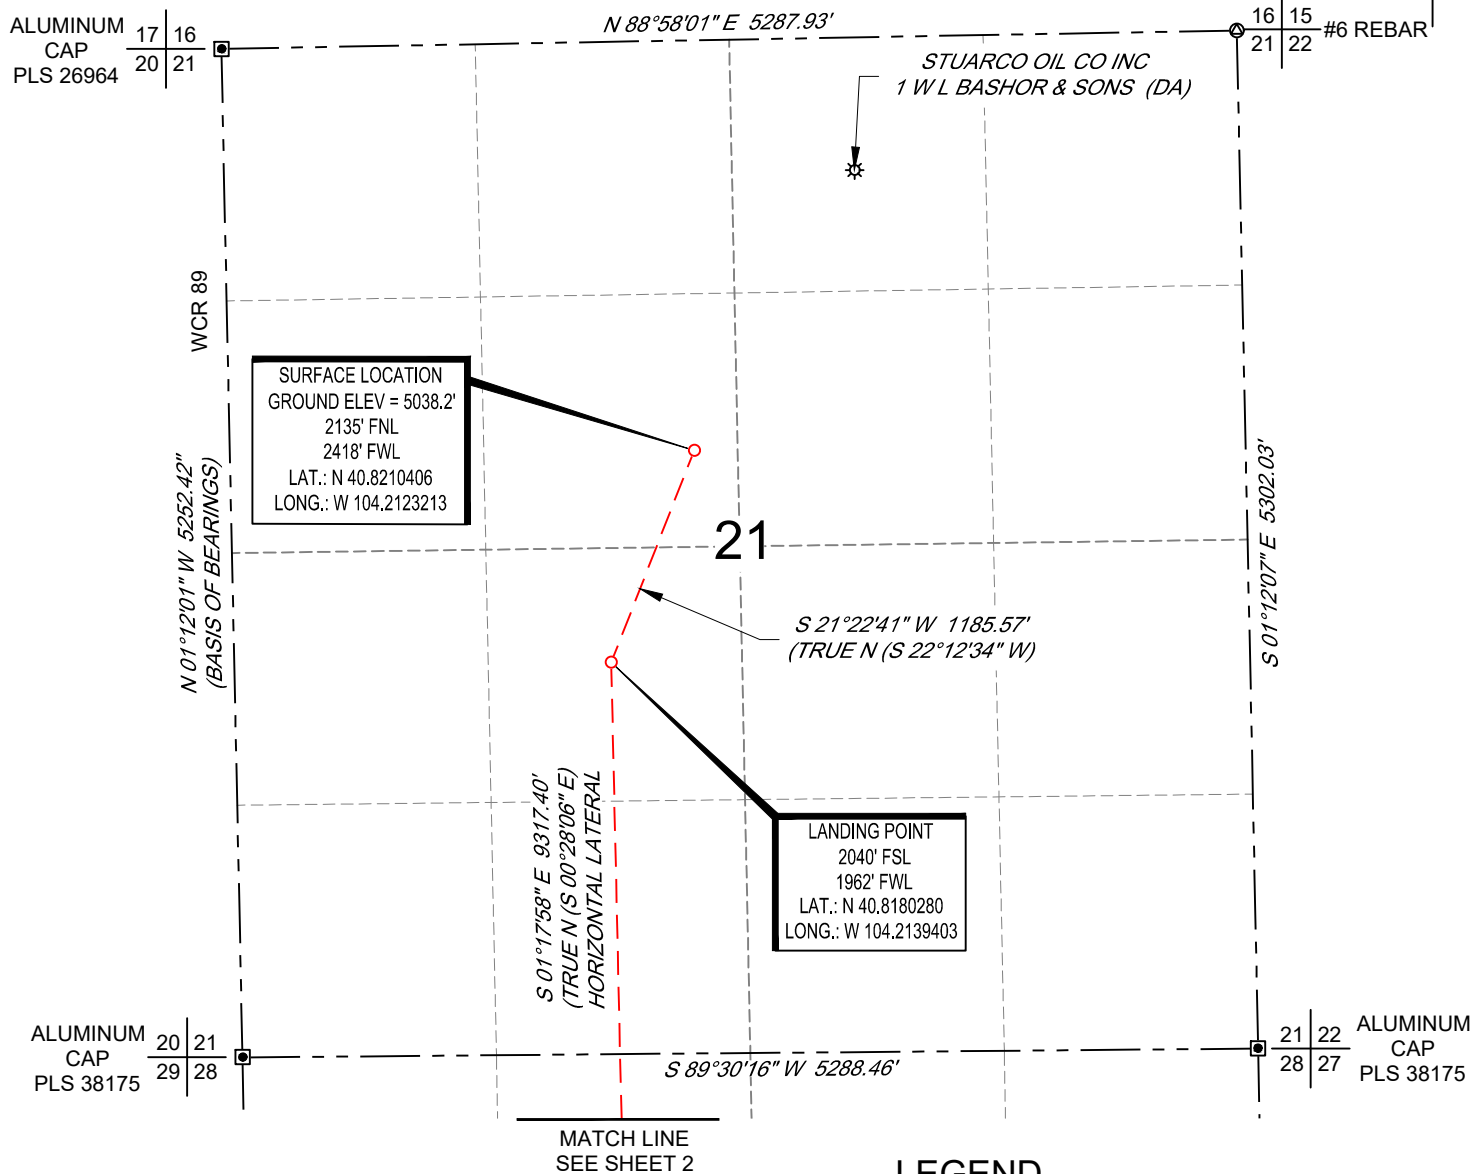 N 88°58'01" E 5287.93'
ALUMINUM
CAP
PLS 26964
17 16
20 21
16 15
21 22
#6 REBAR
STUARCO OIL CO INC
1 W L BASHOR & SONS (DA)
WCR 89
SURFACE LOCATION
GROUND ELEV = 5038.2'
2135' FNL
2418' FWL
LAT.: N 40.8210406
LONG.: W 104.2123213
N 01°12'01" W 5252.42"
(BASIS OF BEARINGS)
S 01°12'07" E 5302.03'
21
S 21°22'41" W 1185.57'
(TRUE N (S 22°12'34" W)
S 01°17'58" E 9317.40'
(TRUE N (S 00°28'06" E)
HORIZONTAL LATERAL
LANDING POINT
2040' FSL
1962' FWL
LAT.: N 40.8180280
LONG.: W 104.2139403
ALUMINUM
CAP
PLS 38175
20 21
29 28
S 89°30'16" W 5288.46'
21 22
28 27
ALUMINUM
CAP
PLS 38175
MATCH LINE
SEE SHEET 2
LEGEND